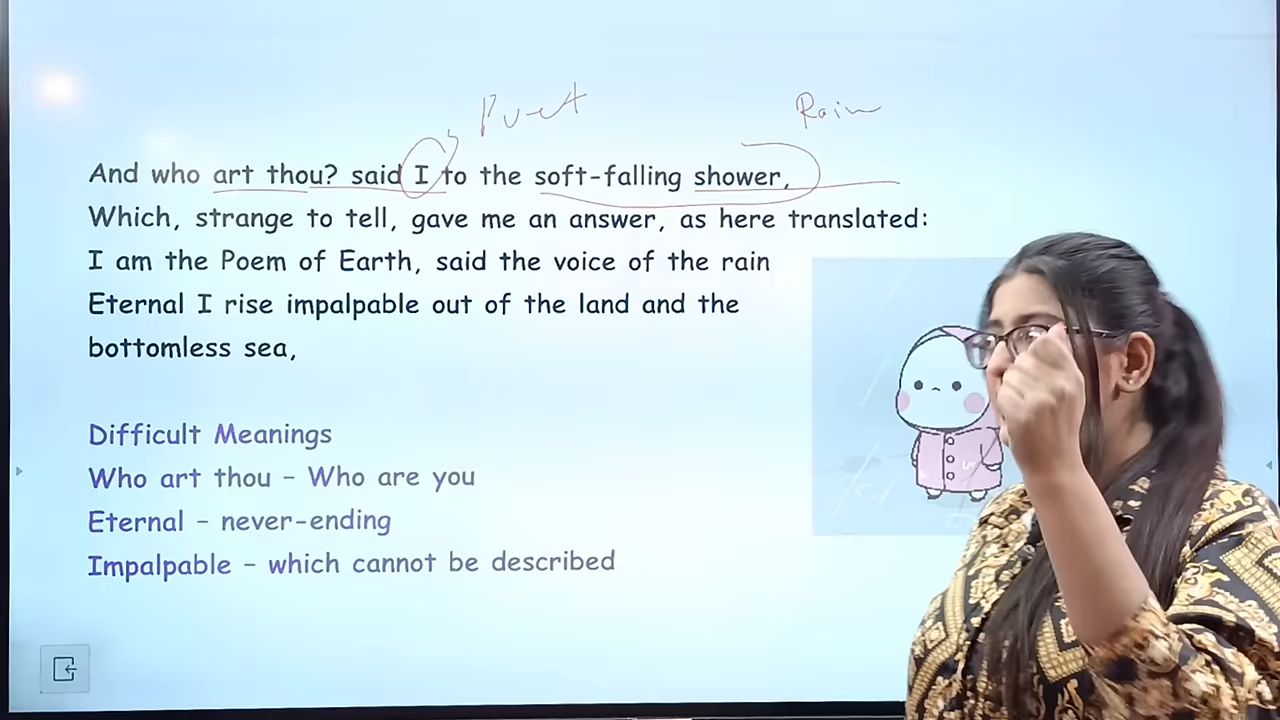 Poet
Rain
And who art thou? said I to the soft-falling shower,
Which, strange to tell, gave me an answer, as here translated:
I am the Poem of Earth, said the voice of the rain
Eternal I rise impalpable out of the land and the
bottomless sea,
Difficult Meanings
Who art thou - Who are you
Eternal - never-ending
Impalpable - which cannot be described